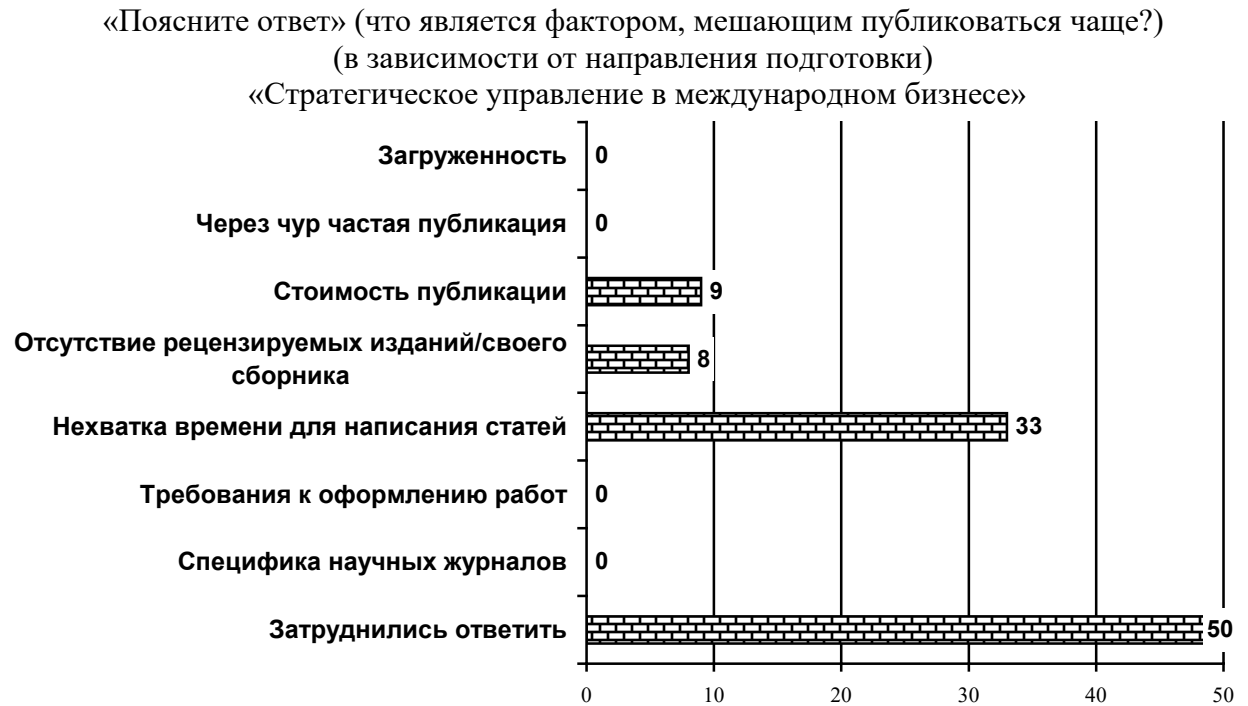 «Поясните ответ» (что является фактором, мешающим публиковаться чаще?)
(в зависимости от направления подготовки)
«Стратегическое управление в международном бизнесе»
Загруженность 0
Через чур частая публикация 0
Стоимость публикации 9
Отсутствие рецензируемых изданий/своего
сборника 8
Нехватка времени для написания статей 33
Требования к оформлению работ 0
Специфика научных журналов 0
Затруднились ответить 50
0 10 20 30 40 50